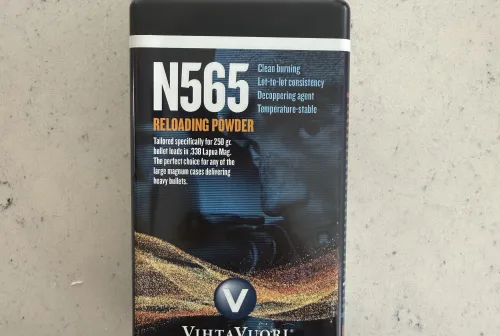 N565
Clean burning
Lot-to-lot consistency
Decoppering agent
Temperature-stable
RELOADING POWDER
Tailored specifically for 250 gr.
bullet loads in .338 Lapua Mag.
The perfect choice for any of the
large magnum cases delivering
heavy bullets.
V
VIHTAVUORI®